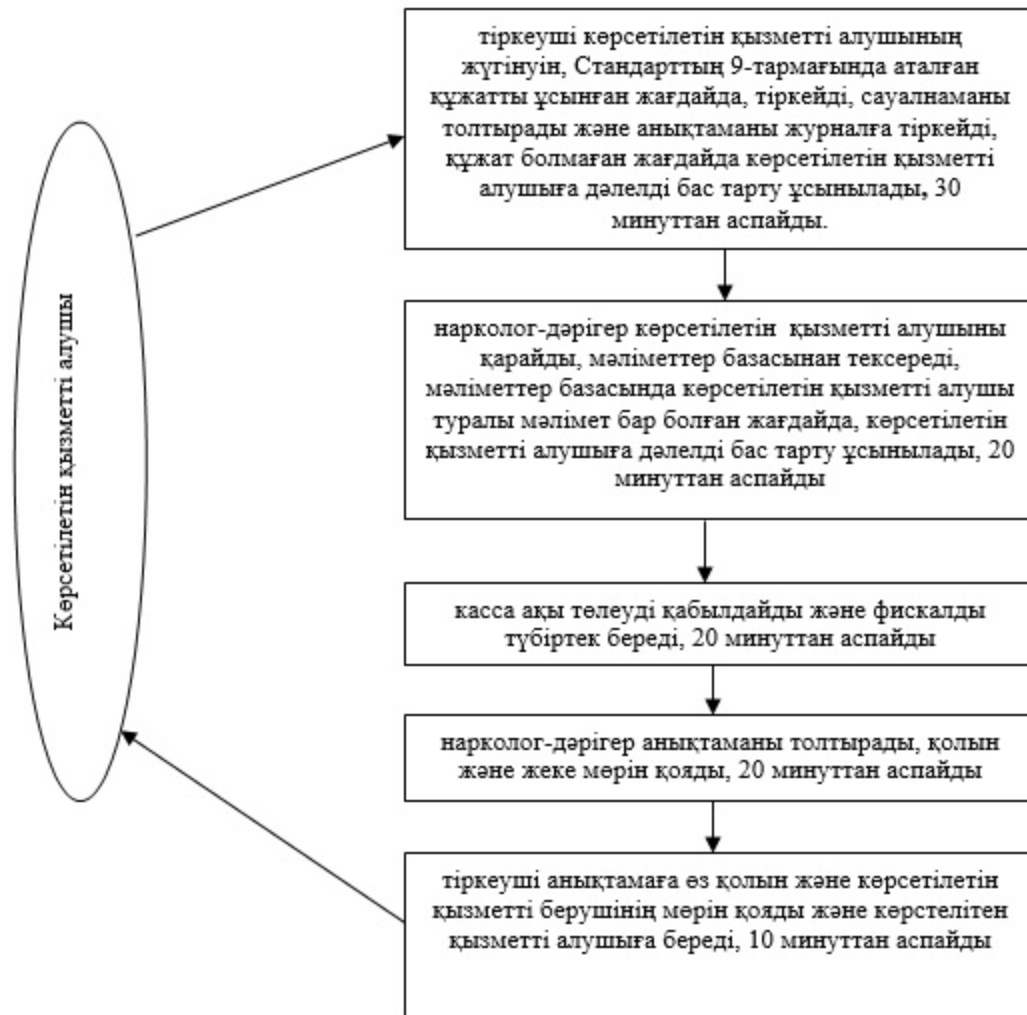 Көрсетілетін қызметті алушы
тіркеуші көрсетілетін қызметті алушының
жүгінуін, Стандарттың 9-тармағында аталған
құжатты ұсынған жағдайда, тіркейді, сауалнаманы
толтырады және анықтаманы журналға тіркейді,
құжат болмаған жағдайда көрсетілетін қызметті
алушыға дәлелді бас тарту ұсынылады, 30
минуттан аспайды.
нарколог-дәрігер көрсетілетін қызметті алушыны
қарайды, мәліметтер базасынан тексереді,
мәліметтер базасында көрсетілетін қызметті алушы
туралы мәлімет бар болған жағдайда, көрсетілетін
қызметті алушыға дәлелді бас тарту ұсынылады, 20
минуттан аспайды
касса ақы төлеуді қабылдайды және фискалды
түбіртек береді, 20 минуттан аспайды
нарколог-дәрігер анықтаманы толтырады, қолын
және жеке мөрін қояды, 20 минуттан аспайды
тіркеуші анықтамаға өз қолын және көрсетілетін
қызметті берушінің мөрін қояды және көрстелітен
қызметті алушыға береді, 10 минуттан аспайды